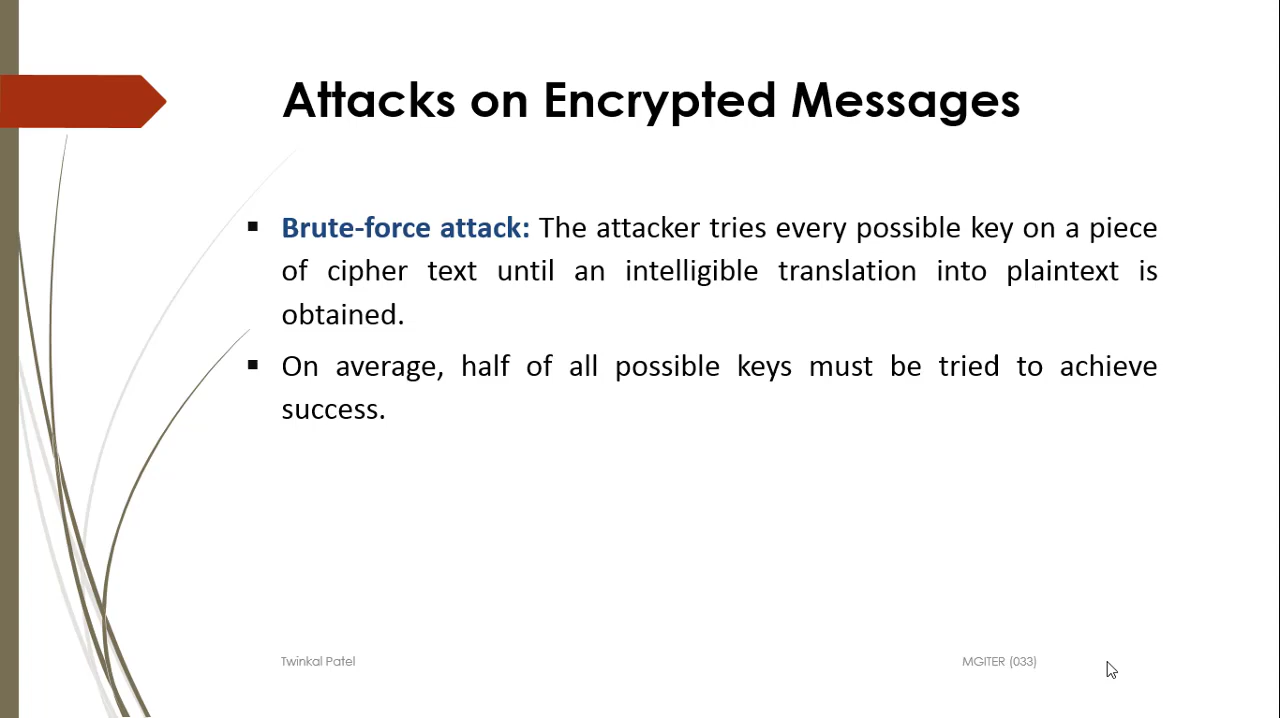 Attacks on Encrypted Messages
▪ Brute-force attack: The attacker tries every possible key on a piece
of cipher text until an intelligible translation into plaintext is
obtained.
▪ On average, half of all possible keys must be tried to achieve
success.
Twinkal Patel
MGITER (033)